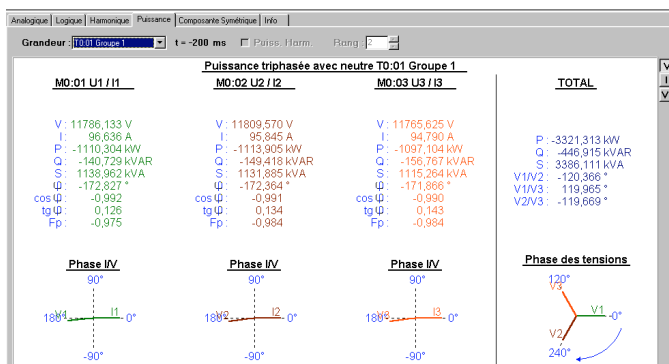 Analogique Logique Harmonique Puissance Composante Symétrique Info
Grandeur : T0:01 Groupe 1 t = -200 ms Puiss. Harm. Rang : 2
Puissance triphasée avec neutre T0:01 Groupe 1
M0:01 U1 / I1 M0:02 U2 / I2 M0:03 U3 / I3 TOTAL
V : 11786,133 V V : 11809,570 V V : 11765,625 V
I : 96,636 A I : 95,845 A I : 94,790 A
P : -1110,304 kW P : -1113,905 kW P : -1097,104 kW P : -3321,313 kW
Q : -140,729 kVAR Q : -149,418 kVAR Q : -156,767 kVAR Q : -446,915 kVAR
S : 1138,962 kVA S : 1131,885 kVA S : 1115,264 kVA S : 3386,111 kVA
φ : -172,827 ° φ : -172,364 ° φ : -171,866 ° V1/V2 : -120,366 °
cos φ : -0,992 cos φ : -0,991 cos φ : -0,990 V1/V3 : 119,965 °
tg φ : 0,126 tg φ : 0,134 tg φ : 0,143 V2/V3 : -119,669 °
Fp : -0,975 Fp : -0,984 Fp : -0,984
Phase I/V Phase I/V Phase I/V Phase des tensions
90° 90° 90° 120°
V3
180° V1 I1 -0° 180° V2 I2 -0° 180° V3 I3 -0° V1 -0°
V2
-90° -90° -90° 240°
V
I
V